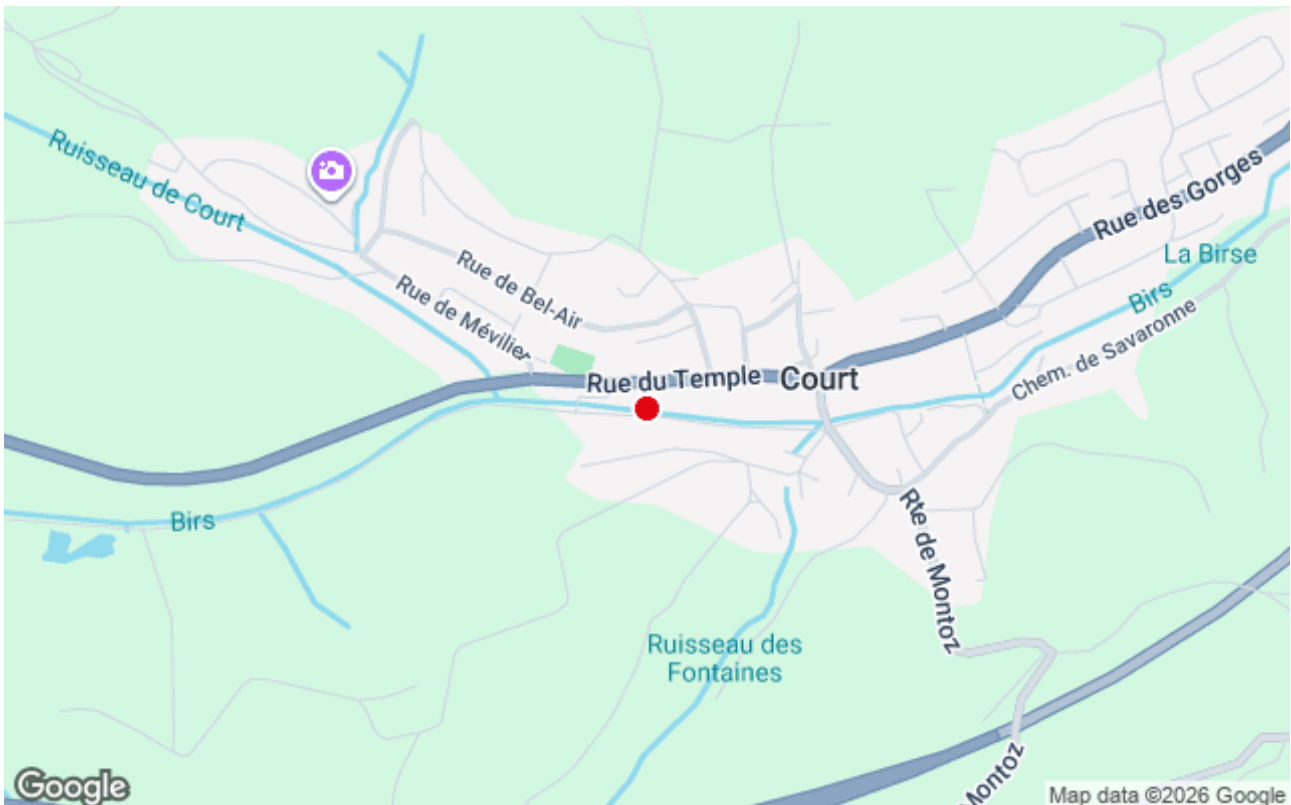 Ruisseau de Court
Rue des Gorges
La Birse
Rue de Bel-Air
Rue de Mévilier
Birs
Chem. de Savaronne
Rue du Temple
Court
Birs
Rte de Montoz
Ruisseau des
Fontaines
Montoz
Google
Map data ©2026 Google